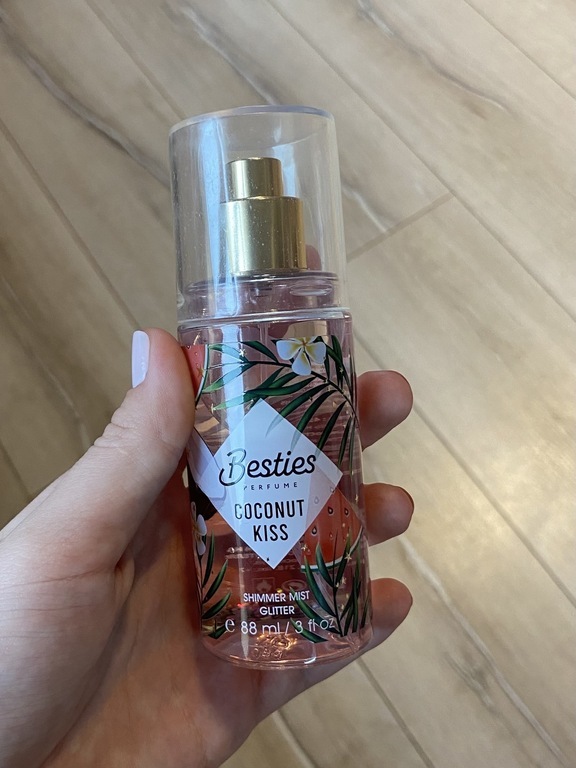 Besties
PERFUME
COCONUT
KISS
SHIMMER MIST
GLITTER
℮ 88 ml / 3 fl oz